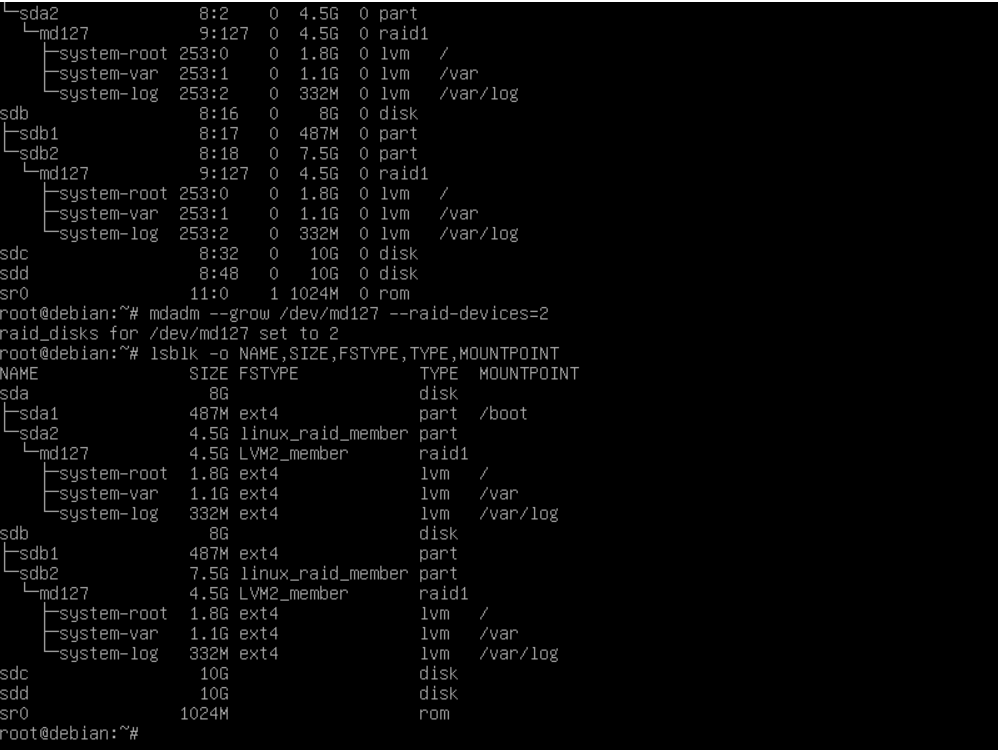 └─sda2              8:2    0  4.5G  0 part
  └─md127           9:127  0  4.5G  0 raid1
    ├─system-root 253:0    0  1.8G  0 lvm   /
    ├─system-var  253:1    0  1.1G  0 lvm   /var
    └─system-log  253:2    0  332M  0 lvm   /var/log
sdb                 8:16   0    8G  0 disk
├─sdb1              8:17   0  487M  0 part
└─sdb2              8:18   0  7.5G  0 part
  └─md127           9:127  0  4.5G  0 raid1
    ├─system-root 253:0    0  1.8G  0 lvm   /
    ├─system-var  253:1    0  1.1G  0 lvm   /var
    └─system-log  253:2    0  332M  0 lvm   /var/log
sdc                 8:32   0   10G  0 disk
sdd                 8:48   0   10G  0 disk
sr0                11:0    1 1024M  0 rom
root@debian:~# mdadm --grow /dev/md127 --raid-devices=2
raid_disks for /dev/md127 set to 2
root@debian:~# lsblk -o NAME,SIZE,FSTYPE,TYPE,MOUNTPOINT
NAME               SIZE FSTYPE            TYPE  MOUNTPOINT
sda                  8G                   disk
├─sda1             487M ext4              part  /boot
└─sda2             4.5G linux_raid_member part
  └─md127          4.5G LVM2_member       raid1
    ├─system-root  1.8G ext4              lvm   /
    ├─system-var   1.1G ext4              lvm   /var
    └─system-log   332M ext4              lvm   /var/log
sdb                  8G                   disk
├─sdb1             487M ext4              part
└─sdb2             7.5G linux_raid_member part
  └─md127          4.5G LVM2_member       raid1
    ├─system-root  1.8G ext4              lvm   /
    ├─system-var   1.1G ext4              lvm   /var
    └─system-log   332M ext4              lvm   /var/log
sdc                 10G                   disk
sdd                 10G                   disk
sr0               1024M                   rom
root@debian:~#